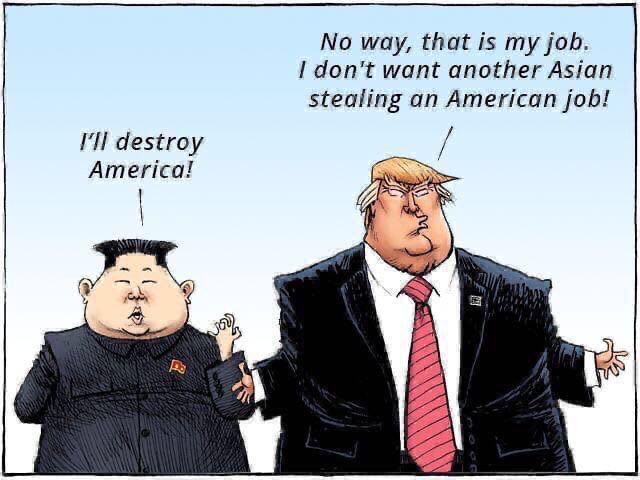 I'll destroy
America!
No way, that is my job.
I don't want another Asian
stealing an American job!